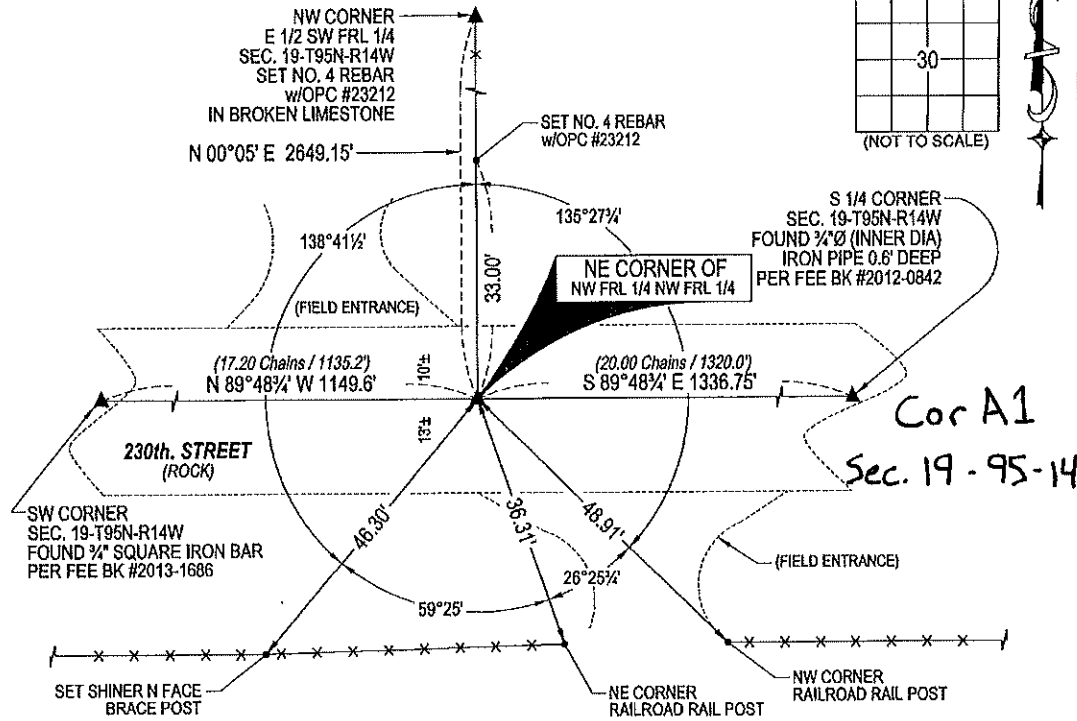 NW CORNER
E 1/2 SW FRL 1/4
SEC. 19-T95N-R14W
SET NO. 4 REBAR
w/OPC #23212
IN BROKEN LIMESTONE
N 00°05' E 2649.15'
SET NO. 4 REBAR
w/OPC #23212
30
(NOT TO SCALE)
S 1/4 CORNER
SEC. 19-T95N-R14W
FOUND ¾"Ø (INNER DIA)
IRON PIPE 0.6' DEEP
PER FEE BK #2012-0842
138°41½'
135°27¾'
33.00'
NE CORNER OF
NW FRL 1/4 NW FRL 1/4
(FIELD ENTRANCE)
(17.20 Chains / 1135.2')
N 89°48¾' W 1149.6'
10'±
(20.00 Chains / 1320.0')
S 89°48¾' E 1336.75'
13'±
230th. STREET
(ROCK)
Cor A1
Sec. 19-95-14
SW CORNER
SEC. 19-T95N-R14W
FOUND ¾" SQUARE IRON BAR
PER FEE BK #2013-1686
46.30'
36.31'
48.91'
(FIELD ENTRANCE)
59°25'
26°25¾'
SET SHINER N FACE
BRACE POST
NE CORNER
RAILROAD RAIL POST
NW CORNER
RAILROAD RAIL POST